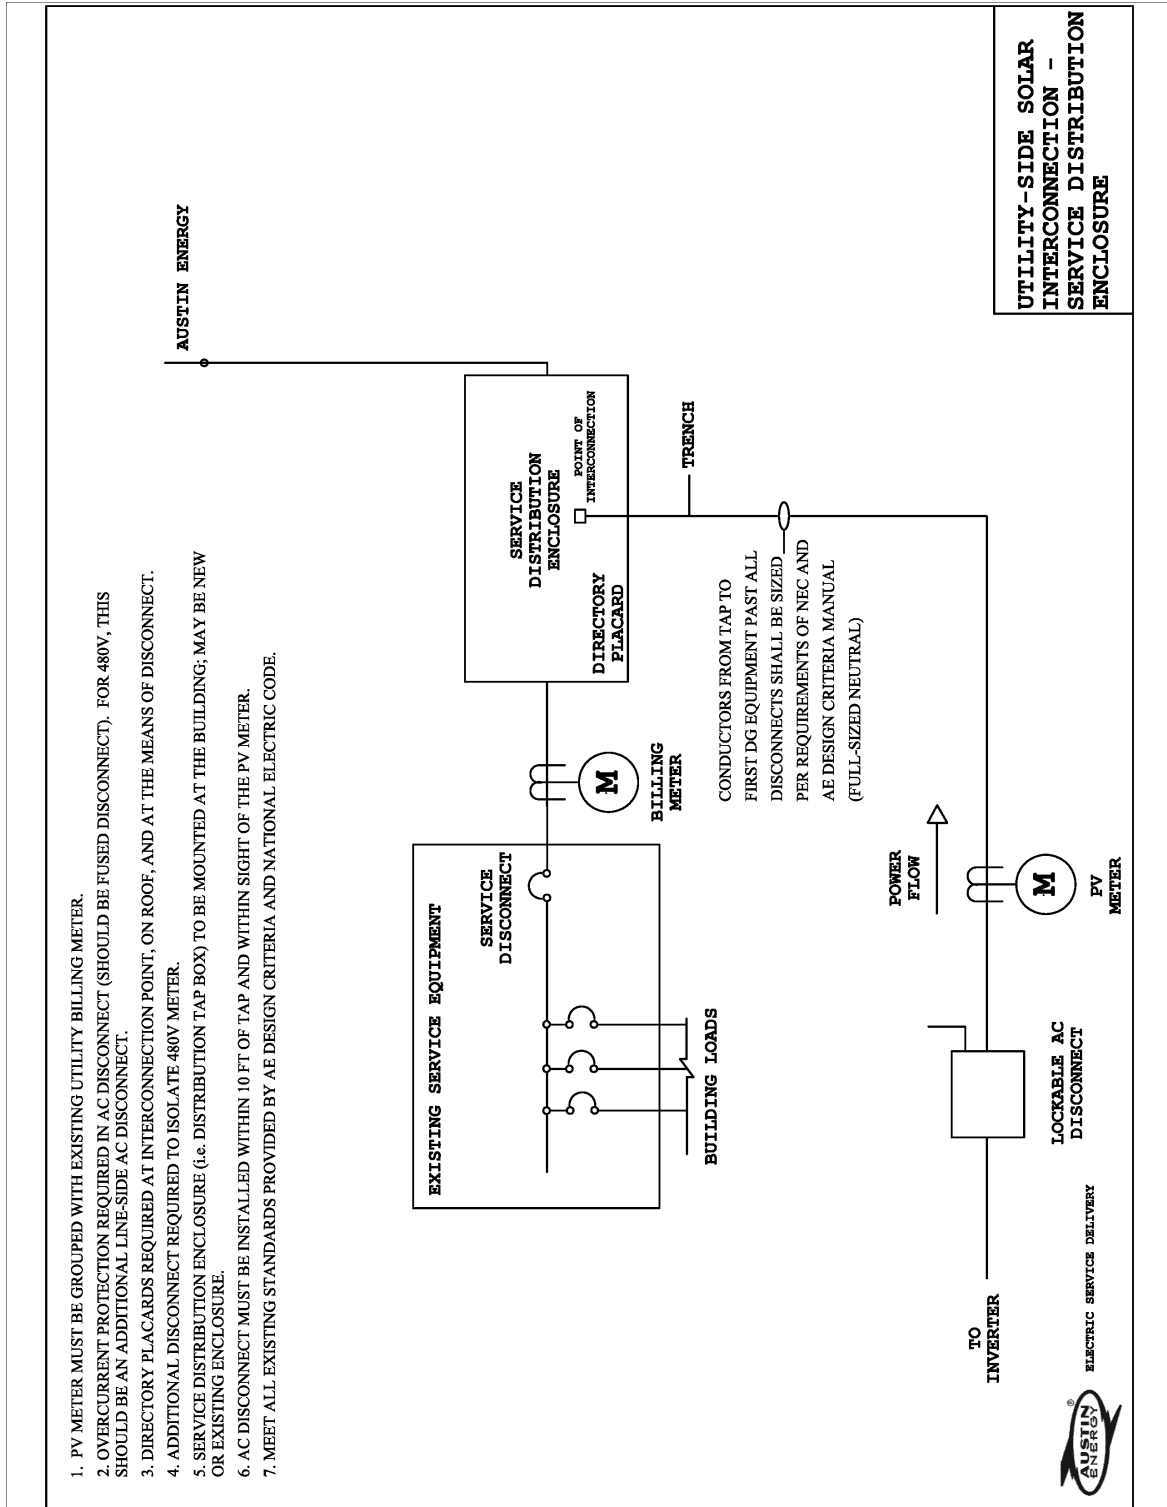 1. PV METER MUST BE GROUPED WITH EXISTING UTILITY BILLING METER.
2. OVERCURRENT PROTECTION REQUIRED IN AC DISCONNECT (SHOULD BE FUSED DISCONNECT). FOR 480V, THIS
SHOULD BE AN ADDITIONAL LINE-SIDE AC DISCONNECT.
3. DIRECTORY PLACARDS REQUIRED AT INTERCONNECTION POINT, ON ROOF, AND AT THE MEANS OF DISCONNECT.
4. ADDITIONAL DISCONNECT REQUIRED TO ISOLATE 480V METER.
5. SERVICE DISTRIBUTION ENCLOSURE (i.e. DISTRIBUTION TAP BOX) TO BE MOUNTED AT THE BUILDING; MAY BE NEW
OR EXISTING ENCLOSURE.
6. AC DISCONNECT MUST BE INSTALLED WITHIN 10 FT OF TAP AND WITHIN SIGHT OF THE PV METER.
7. MEET ALL EXISTING STANDARDS PROVIDED BY AE DESIGN CRITERIA AND NATIONAL ELECTRIC CODE.
AUSTIN ENERGY
EXISTING SERVICE EQUIPMENT
SERVICE
DISCONNECT
BUILDING LOADS
M
BILLING
METER
SERVICE
DISTRIBUTION
ENCLOSURE
POINT OF
INTERCONNECTION
DIRECTORY
PLACARD
TRENCH
CONDUCTORS FROM TAP TO
FIRST DG EQUIPMENT PAST ALL
DISCONNECTS SHALL BE SIZED
PER REQUIREMENTS OF NEC AND
AE DESIGN CRITERIA MANUAL
(FULL-SIZED NEUTRAL)
POWER
FLOW
M
PV
METER
LOCKABLE AC
DISCONNECT
TO
INVERTER
AUSTIN
ENERGY
®
ELECTRIC SERVICE DELIVERY
UTILITY-SIDE SOLAR
INTERCONNECTION -
SERVICE DISTRIBUTION
ENCLOSURE